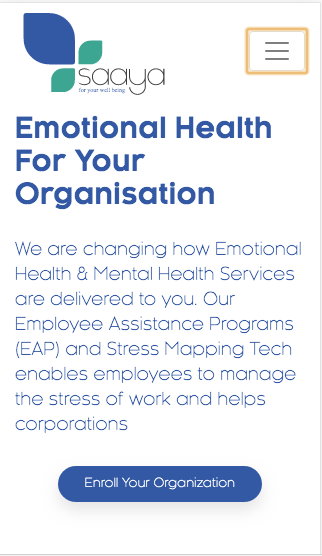 saaya
for your well being
Emotional Health
For Your
Organisation
We are changing how Emotional
Health & Mental Health Services
are delivered to you. Our
Employee Assistance Programs
(EAP) and Stress Mapping Tech
enables employees to manage
the stress of work and helps
corporations
Enroll Your Organization